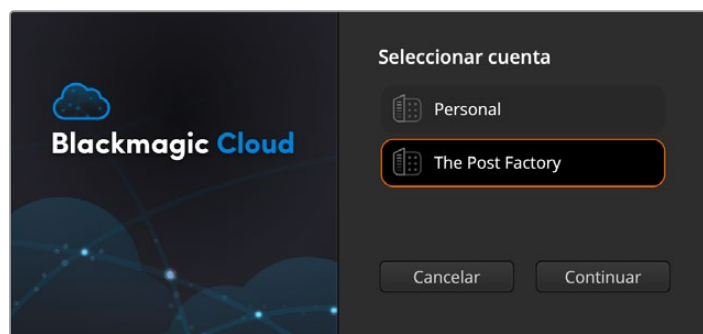 Blackmagic Cloud
Seleccionar cuenta
Personal
The Post Factory
Cancelar
Continuar